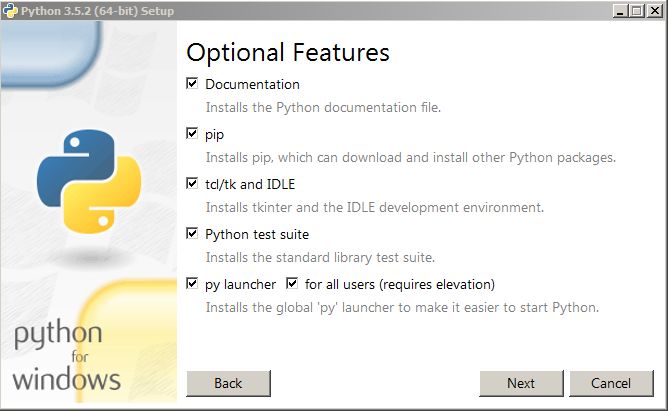 Python 3.5.2 (64-bit) Setup
Optional Features
Documentation
Installs the Python documentation file.
pip
Installs pip, which can download and install other Python packages.
tcl/tk and IDLE
Installs tkinter and the IDLE development environment.
Python test suite
Installs the standard library test suite.
py launcher for all users (requires elevation)
Installs the global 'py' launcher to make it easier to start Python.
python
for
windows
Back Next Cancel